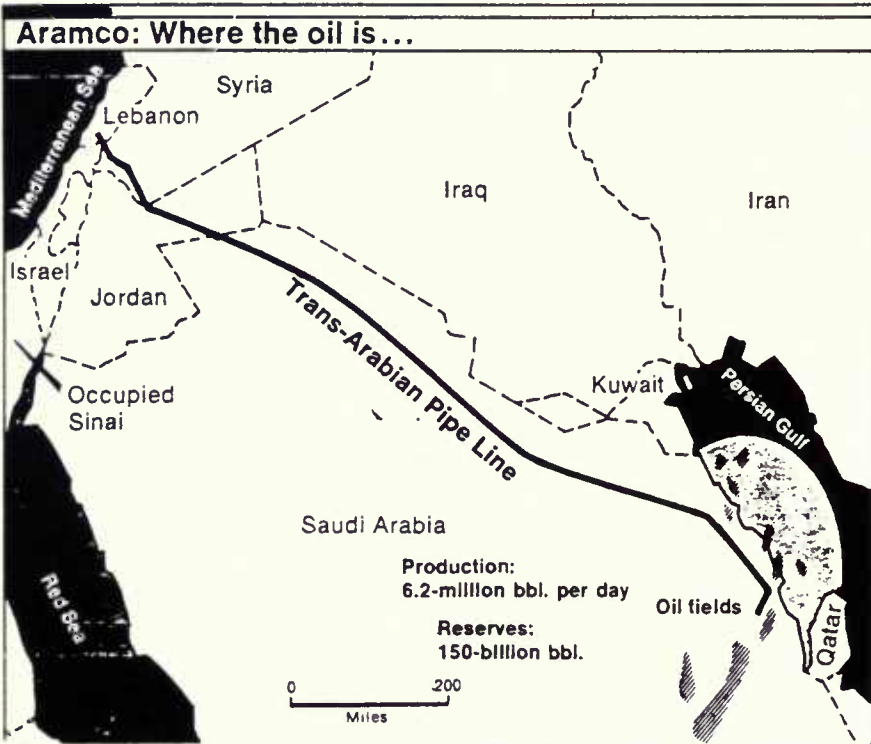 Aramco: Where the oil is...
Syria
Lebanon
Mediterranean Sea
Iraq
Iran
Israel
Jordan
Trans-Arabian Pipe Line
Kuwait
Persian Gulf
Occupied
Sinai
Saudi Arabia
Production:
6.2-million bbl. per day
Oil fields
Reserves:
150-billion bbl.
Red Sea
Qatar
0 200
Miles